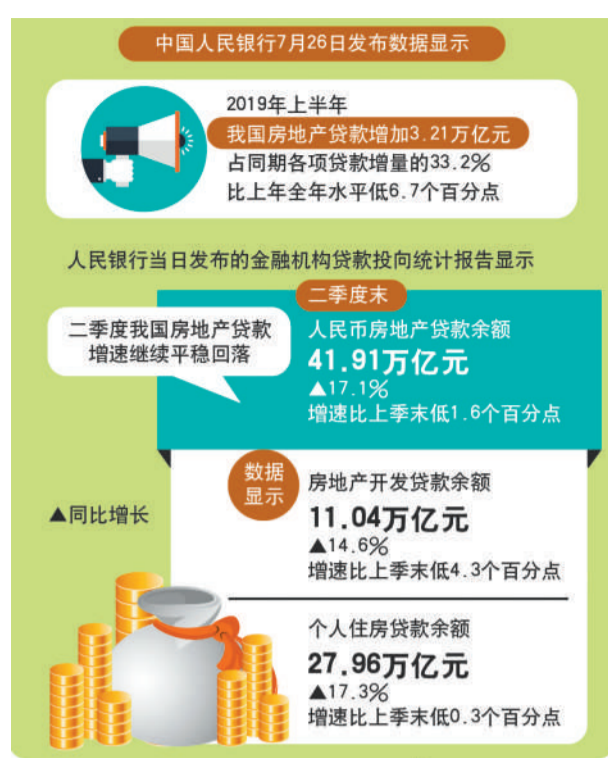 中国人民银行7月26日发布数据显示
2019年上半年
我国房地产贷款增加3.21万亿元
占同期各项贷款增量的33.2%
比上年全年水平低6.7个百分点
人民银行当日发布的金融机构贷款投向统计报告显示
二季度我国房地产贷款
增速继续平稳回落
二季度末
人民币房地产贷款余额
41.91万亿元
▲17.1%
增速比上季末低1.6个百分点
▲同比增长
数据
显示
房地产开发贷款余额
11.04万亿元
▲14.6%
增速比上季末低4.3个百分点
个人住房贷款余额
27.96万亿元
▲17.3%
增速比上季末低0.3个百分点